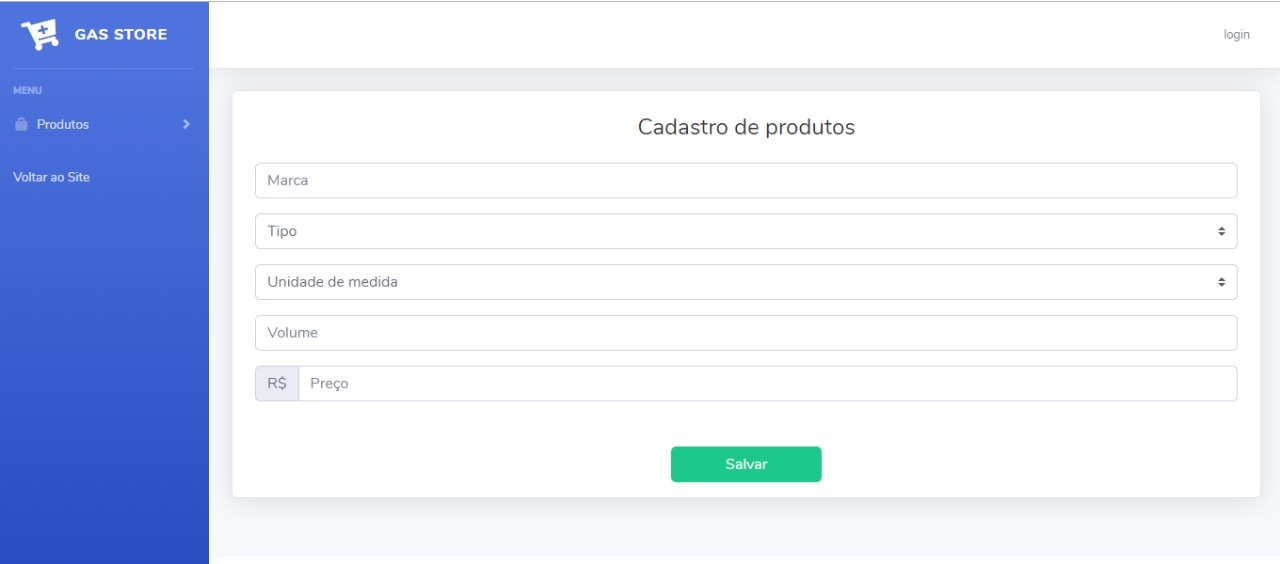 GAS STORE
login
MENU
Produtos
Voltar ao Site
Cadastro de produtos
Marca
Tipo
Unidade de medida
Volume
R$ Preço
Salvar